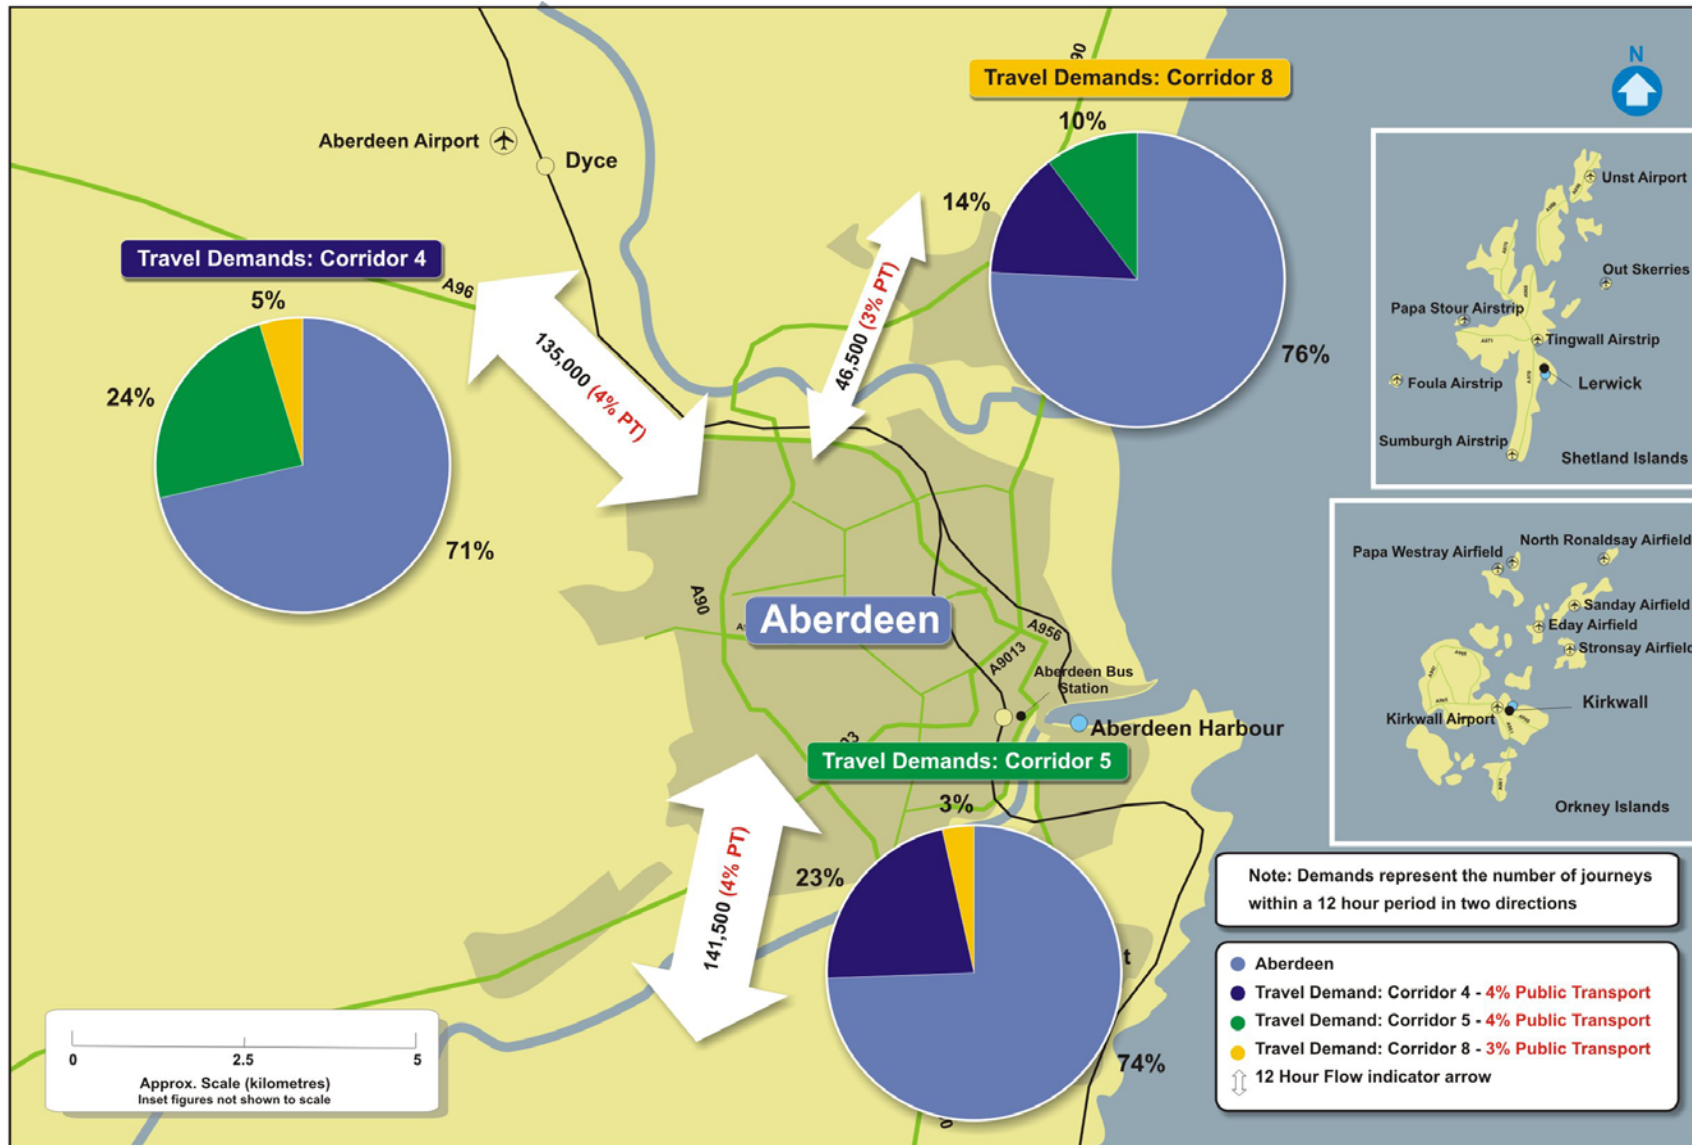 Travel Demands: Corridor 8
N
10%
14%
76%
Aberdeen Airport
Dyce
Travel Demands: Corridor 4
A96
5%
24%
71%
135,000 (4% PT)
46,500 (3% PT)
Unst Airport
Out Skerries
Papa Stour Airstrip
Tingwall Airstrip
Foula Airstrip
Lerwick
Sumburgh Airstrip
Shetland Islands
North Ronaldsay Airfield
Papa Westray Airfield
Sanday Airfield
Eday Airfield
Stronsay Airfield
Kirkwall
Kirkwall Airport
Orkney Islands
A90
Aberdeen
A956
A9013
Aberdeen Bus
Station
Aberdeen Harbour
Travel Demands: Corridor 5
3%
23%
74%
141,500 (4% PT)
Note: Demands represent the number of journeys
within a 12 hour period in two directions
Aberdeen
Travel Demand: Corridor 4 - 4% Public Transport
Travel Demand: Corridor 5 - 4% Public Transport
Travel Demand: Corridor 8 - 3% Public Transport
12 Hour Flow indicator arrow
0 2.5 5
Approx. Scale (kilometres)
Inset figures not shown to scale